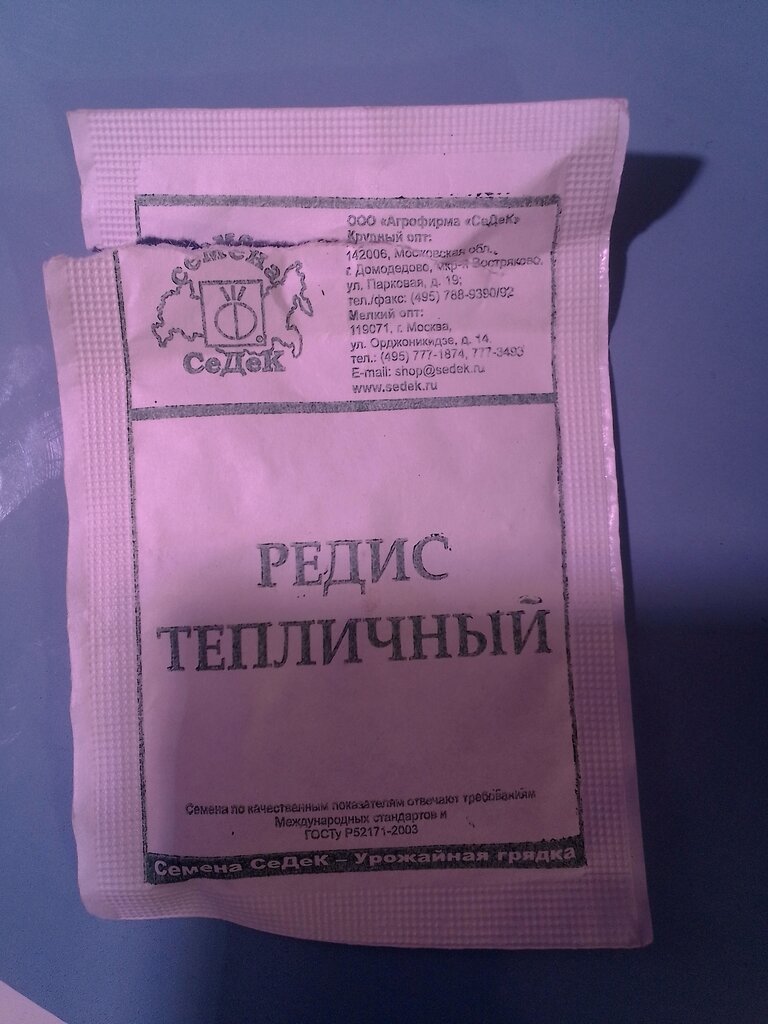 ООО «Агрофирма «СеДеК»
Крупный опт:
142006, Московская обл.,
г. Домодедово, мкр-н Востряково,
ул. Парковая, д. 19;
тел./факс: (495) 788-9390/92
Мелкий опт:
119071, г. Москва,
ул. Орджоникидзе, д. 14,
тел.: (495) 777-1874, 777-3493
E-mail: shop@sedek.ru
www.sedek.ru
семена
СеДеК
РЕДИС
ТЕПЛИЧНЫЙ
Семена по качественным показателям отвечают требованиям
Международных стандартов и
ГОСТу Р52171-2003
Семена СеДеК – Урожайная грядка